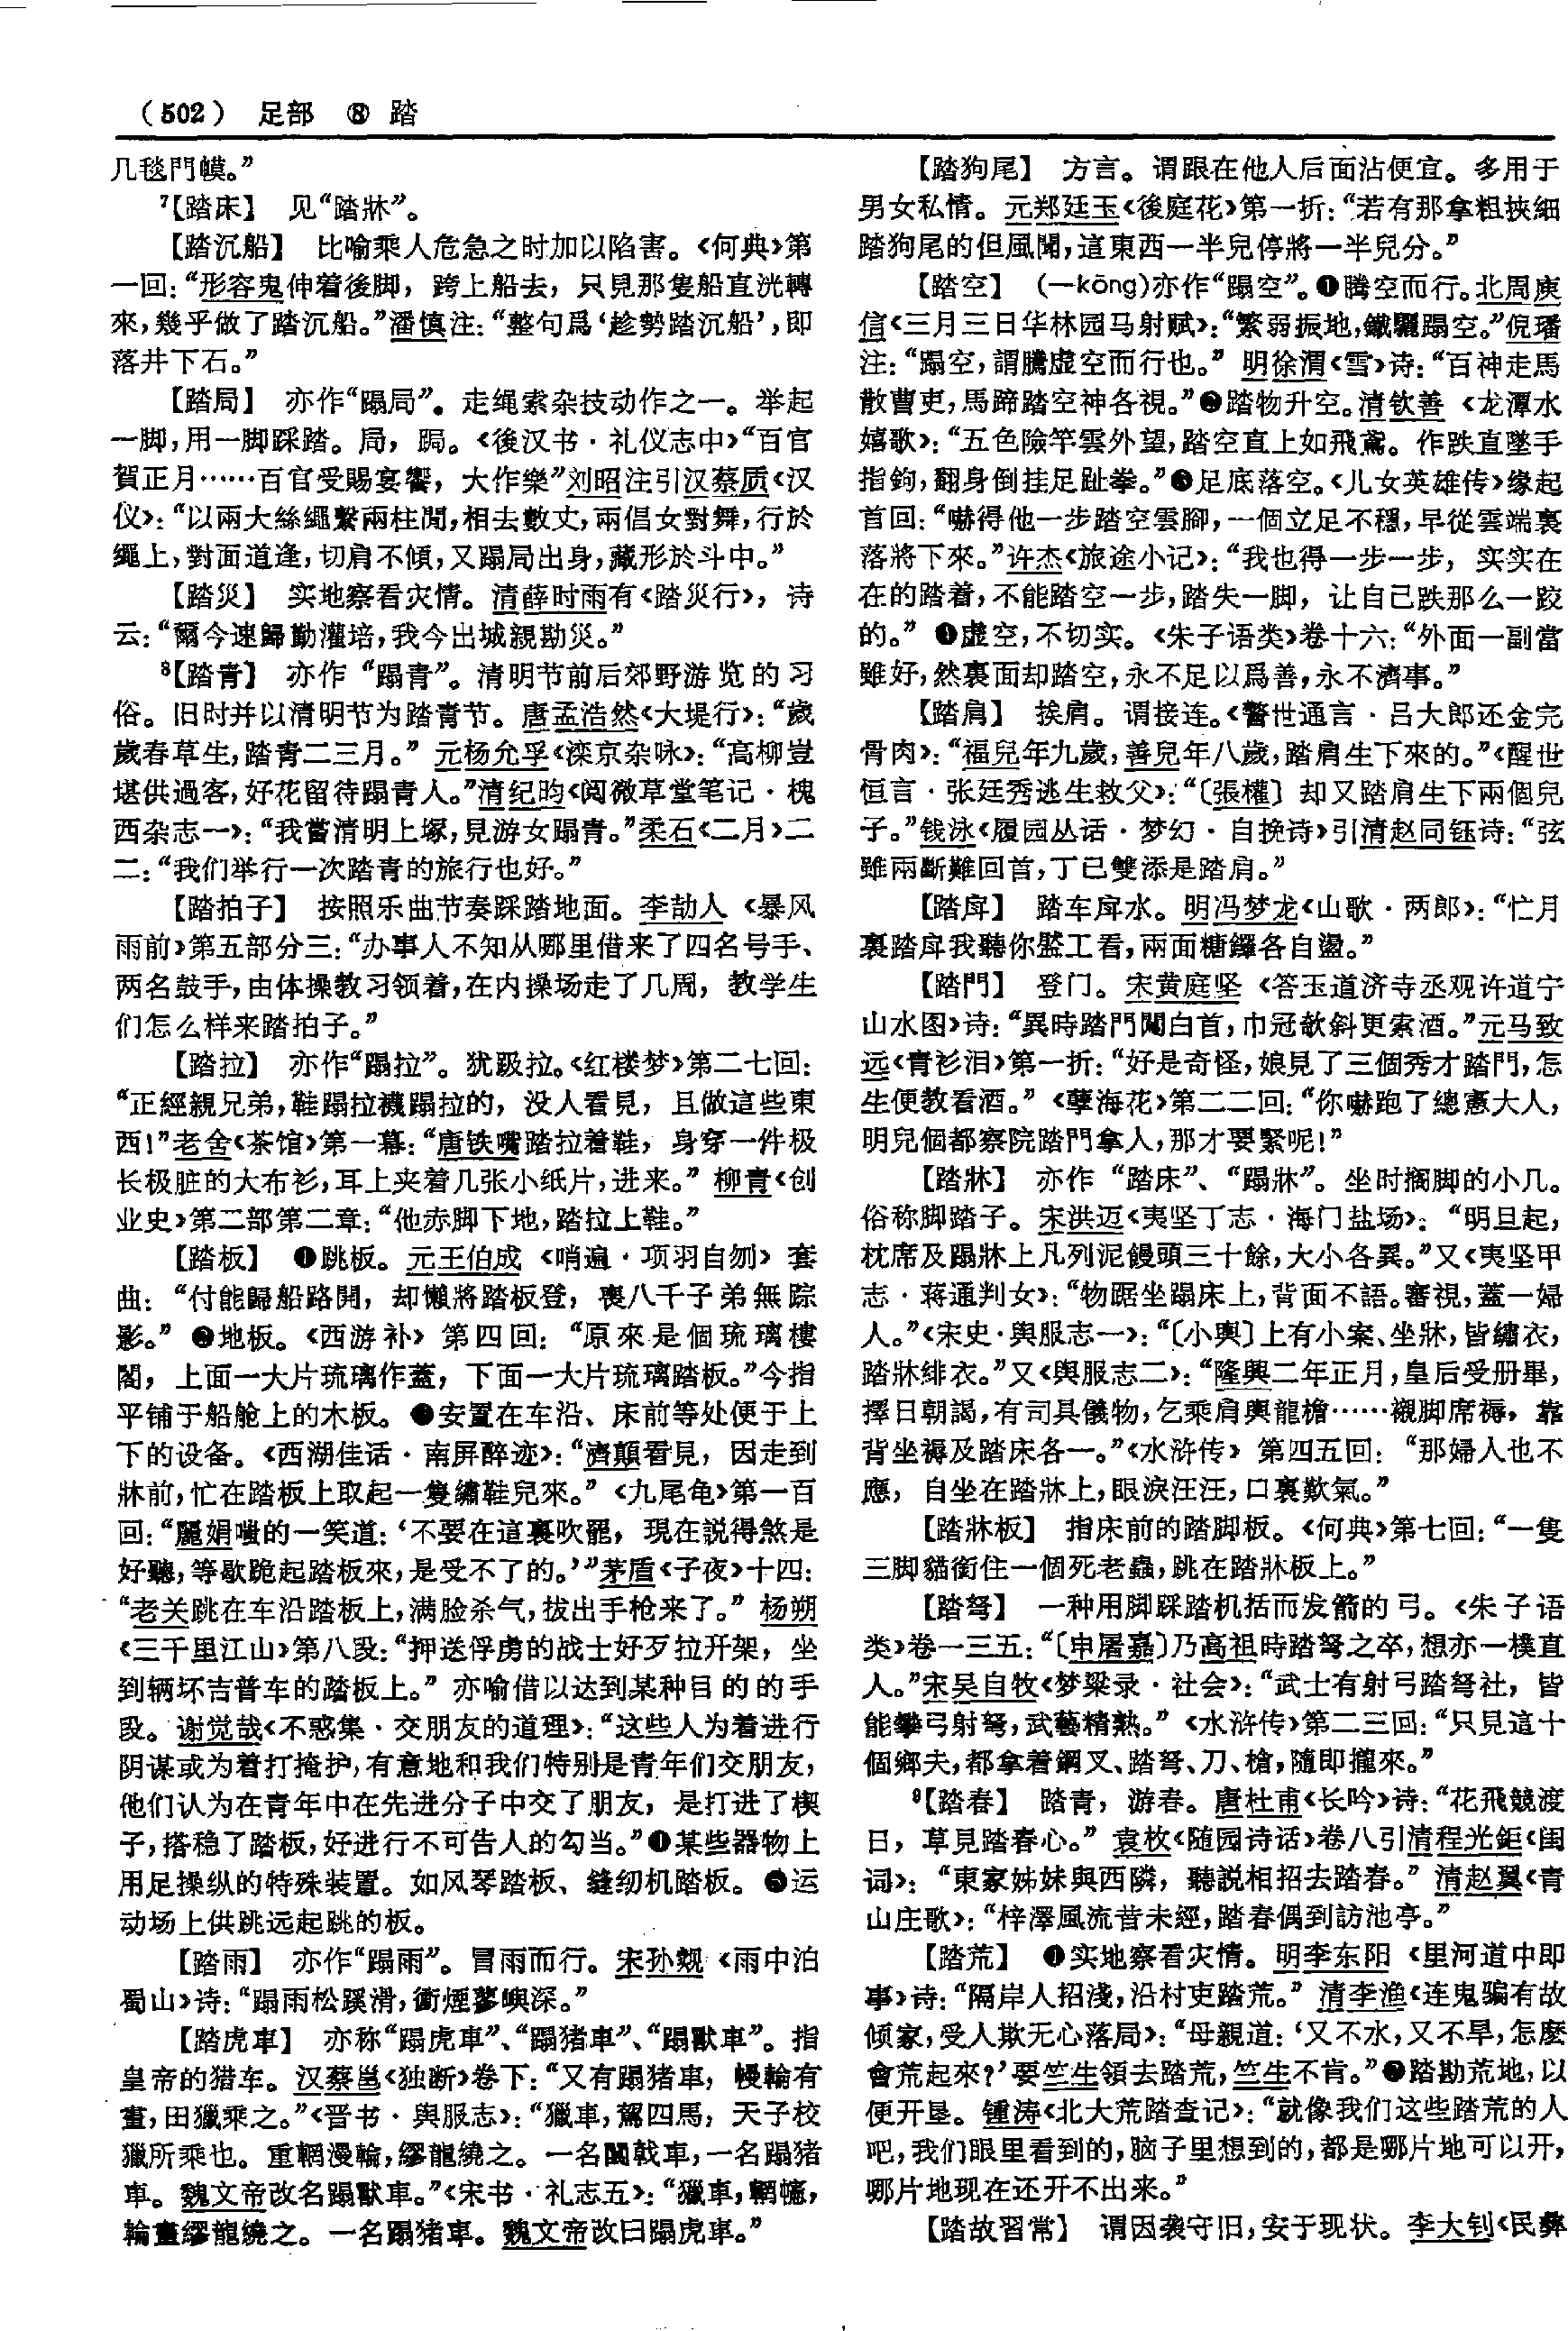 （502） 足部 ⑧ 踏
几毯門幙。”
7【踏床】 见“踏牀”。
【踏沉船】 比喻乘人危急之时加以陷害。《何典》第
一回：“形容鬼伸着後脚，跨上船去，只見那隻船直洸轉
來，幾乎做了踏沉船。”潘慎注：“整句爲‘趁勢踏沉船’，即
落井下石。”
【踏局】 亦作“蹋局”。走绳索杂技动作之一。举起
一脚，用一脚踩踏。局，跼。《後汉书·礼仪志中》“百官
賀正月……百官受賜宴饗，大作樂”刘昭注引汉蔡质《汉
仪》：“以兩大絲繩繫兩柱間，相去數丈，兩倡女對舞，行於
繩上，對面道逢，切肩不傾，又蹋局出身，藏形於斗中。”
【踏災】 实地察看灾情。清薛时雨有《踏災行》，诗
云：“爾今速歸勤灌培，我今出城親勘災。”
8【踏青】 亦作“蹋青”。清明节前后郊野游览的习
俗。旧时并以清明节为踏青节。唐孟浩然《大堤行》：“歲
歲春草生，踏青二三月。” 元杨允孚《滦京杂咏》：“高柳豈
堪供過客，好花留待蹋青人。”清纪昀《阅微草堂笔记·槐
西杂志一》：“我嘗清明上塚，見游女蹋青。”柔石《二月》二
二：“我们举行一次踏青的旅行也好。”
【踏拍子】 按照乐曲节奏踩踏地面。李劼人《暴风
雨前》第五部分三：“办事人不知从哪里借来了四名号手、
两名鼓手，由体操教习领着，在内操场走了几周，教学生
们怎么样来踏拍子。”
【踏拉】 亦作“蹋拉”。犹趿拉。《红楼梦》第二七回：
“正經親兄弟，鞋蹋拉襪蹋拉的，没人看見，且做這些東
西！”老舍《茶馆》第一幕：“唐铁嘴踏拉着鞋，身穿一件极
长极脏的大布衫，耳上夹着几张小纸片，进来。” 柳青《创
业史》第二部第二章：“他赤脚下地，踏拉上鞋。”
【踏板】 ❶跳板。元王伯成《哨遍·项羽自刎》套
曲：“付能歸船路開，却懶將踏板登，喪八千子弟無踪
影。” ❷地板。《西游补》第四回：“原來是個琉璃樓
閣，上面一大片琉璃作蓋，下面一大片琉璃踏板。”今指
平铺于船舱上的木板。❸安置在车沿、床前等处便于上
下的设备。《西湖佳话·南屏醉迹》：“濟顛看見，因走到
牀前，忙在踏板上取起一隻繡鞋兒來。”《九尾龟》第一百
回：“麗娟嗤的一笑道：‘不要在這裏吹罷，現在説得煞是
好聽，等歇跪起踏板來，是受不了的。’”茅盾《子夜》十四：
“老关跳在车沿踏板上，满脸杀气，拔出手枪来了。” 杨朔
《三千里江山》第八段：“押送俘虏的战士好歹拉开架，坐
到辆坏吉普车的踏板上。” 亦喻借以达到某种目的的手
段。谢觉哉《不惑集·交朋友的道理》：“这些人为着进行
阴谋或为着打掩护，有意地和我们特别是青年们交朋友，
他们认为在青年中在先进分子中交了朋友，是打进了楔
子，搭稳了踏板，好进行不可告人的勾当。”❹某些器物上
用足操纵的特殊装置。如风琴踏板、缝纫机踏板。❺运
动场上供跳远起跳的板。
【踏雨】 亦作“蹋雨”。冒雨而行。宋孙觌《雨中泊
蜀山》诗：“蹋雨松蹊滑，衝煙蓼嶼深。”
【踏虎車】 亦称“蹋虎車”、“蹋猪車”、“蹋獸車”。指
皇帝的猎车。汉蔡邕《独断》卷下：“又有蹋猪車，幔輪有
畫，田獵乘之。”《晋书·舆服志》：“獵車，駕四馬，天子校
獵所乘也。重輞漫輪，繆龍繞之。一名闟戟車，一名蹋猪
車。魏文帝改名蹋獸車。”《宋书·礼志五》：“獵車，輞幰，
輪畫繆龍繞之。一名蹋猪車。魏文帝改曰蹋虎車。”
【踏狗尾】 方言。谓跟在他人后面沾便宜。多用于
男女私情。元郑廷玉《後庭花》第一折：“若有那拿粗挾細
踏狗尾的但風聞，這東西一半兒停將一半兒分。”
【踏空】 （一kōng）亦作“蹋空”。❶腾空而行。北周庾
信《三月三日华林园马射赋》：“繁弱振地，鐵驪蹋空。”倪璠
注：“蹋空，謂騰虚空而行也。” 明徐渭《雪》诗：“百神走馬
散曹吏，馬蹄踏空神各視。”❷踏物升空。清钦善《龙潭水
嬉歌》：“五色險竿雲外望，踏空直上如飛鳶。作跌直墜手
指鉤，翻身倒挂足趾拳。”❸足底落空。《儿女英雄传》缘起
首回：“嚇得他一步踏空雲腳，一個立足不穩，早從雲端裏
落將下來。”许杰《旅途小记》：“我也得一步一步，实实在
在的踏着，不能踏空一步，踏失一脚，让自己跌那么一跤
的。” ❹虚空，不切实。《朱子语类》卷十六：“外面一副當
雖好，然裏面却踏空，永不足以爲善，永不濟事。”
【踏肩】 挨肩。谓接连。《警世通言·吕大郎还金完
骨肉》：“福兒年九歲，善兒年八歲，踏肩生下來的。”《醒世
恒言·张廷秀逃生救父》：“〔張權〕却又踏肩生下兩個兒
子。”钱泳《履园丛话·梦幻·自挽诗》引清赵同钰诗：“弦
雖兩斷難回首，丁已雙添是踏肩。”
【踏戽】 踏车戽水。明冯梦龙《山歌·两郎》：“忙月
裏踏戽我聽你監工看，兩面糖鑼各自盪。”
【踏門】 登门。宋黄庭坚《答王道济寺丞观许道宁
山水图》诗：“異時踏門闖白首，巾冠欹斜更索酒。”元马致
远《青衫泪》第一折：“好是奇怪，娘見了三個秀才踏門，怎
生便教看酒。”《孽海花》第二二回：“你嚇跑了總憲大人，
明兒個都察院踏門拿人，那才要緊呢！”
【踏牀】 亦作“踏床”、“蹋牀”。坐时搁脚的小几。
俗称脚踏子。宋洪迈《夷坚丁志·海门盐场》：“明旦起，
枕席及蹋牀上凡列泥饅頭三十餘，大小各異。”又《夷坚甲
志·蒋通判女》：“物踞坐蹋床上，背面不語。審視，蓋一婦
人。”《宋史·舆服志一》：“〔小輿〕上有小案、坐牀，皆繡衣，
踏牀绯衣。”又《舆服志二》：“隆興二年正月，皇后受册畢，
擇日朝謁，有司具儀物，乞乘肩輿龍檐……襯脚席褥，靠
背坐褥及踏床各一。”《水浒传》第四五回：“那婦人也不
應，自坐在踏牀上，眼淚汪汪，口裏歎氣。”
【踏牀板】 指床前的踏脚板。《何典》第七回：“一隻
三脚貓銜住一個死老蟲，跳在踏牀板上。”
【踏弩】 一种用脚踩踏机括而发箭的弓。《朱子语
类》卷一三五：“〔申屠嘉〕乃高祖時踏弩之卒，想亦一樸直
人。”宋吴自牧《梦粱录·社会》：“武士有射弓踏弩社，皆
能攀弓射弩，武藝精熟。”《水浒传》第二三回：“只見這十
個鄉夫，都拿着鋼叉、踏弩、刀、槍，隨即攏來。”
9【踏春】 踏青，游春。唐杜甫《长吟》诗：“花飛競渡
日，草見踏春心。” 袁枚《随园诗话》卷八引清程光鉅《闺
词》：“東家姊妹與西隣，聽説相招去踏春。” 清赵翼《青
山庄歌》：“梓澤風流昔未經，踏春偶到訪池亭。”
【踏荒】 ❶实地察看灾情。明李东阳《里河道中即
事》诗：“隔岸人招淺，沿村吏踏荒。” 清李渔《连鬼骗有故
倾家，受人欺无心落局》：“母親道：‘又不水，又不旱，怎麽
會荒起來？’要竺生領去踏荒，竺生不肯。”❷踏勘荒地，以
便开垦。锺涛《北大荒踏查记》：“就像我们这些踏荒的人
吧，我们眼里看到的，脑子里想到的，都是哪片地可以开，
哪片地现在还开不出来。”
【踏故習常】 谓因袭守旧，安于现状。李大钊《民彝